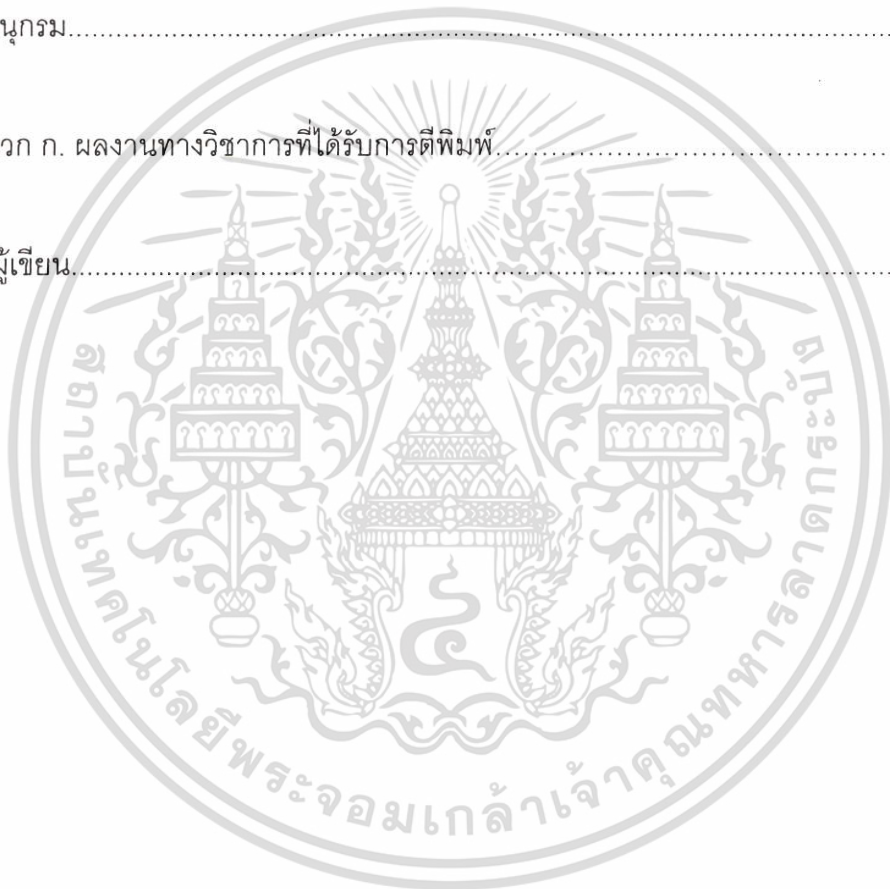 นุกรม
วก ก. ผลงานทางวิชาการที่ได้รับการตีพิมพ์
ผู้เขียน
สถาบันเทคโนโลยีพระจอมเกล้าเจ้าคุณทหารลาดกระบัง
๔